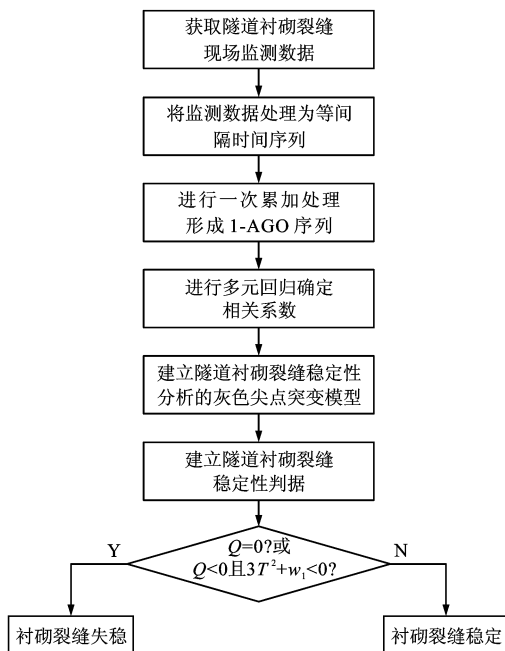 获取隧道衬砌裂缝
现场监测数据
将监测数据处理为等间
隔时间序列
进行一次累加处理
形成1-AGO序列
进行多元回归确定
相关系数
建立隧道衬砌裂缝稳定性
分析的灰色尖点突变模型
建立隧道衬砌裂缝
稳定性判据
Y
Q=0?或
Q<0且3T²+w₁<0?
N
衬砌裂缝失稳
衬砌裂缝稳定